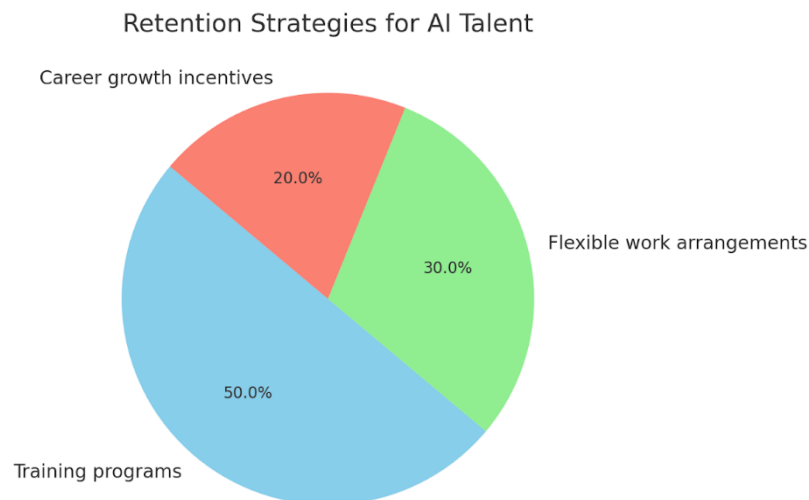 Retention Strategies for AI Talent
Career growth incentives
20.0%
Flexible work arrangements
30.0%
50.0%
Training programs